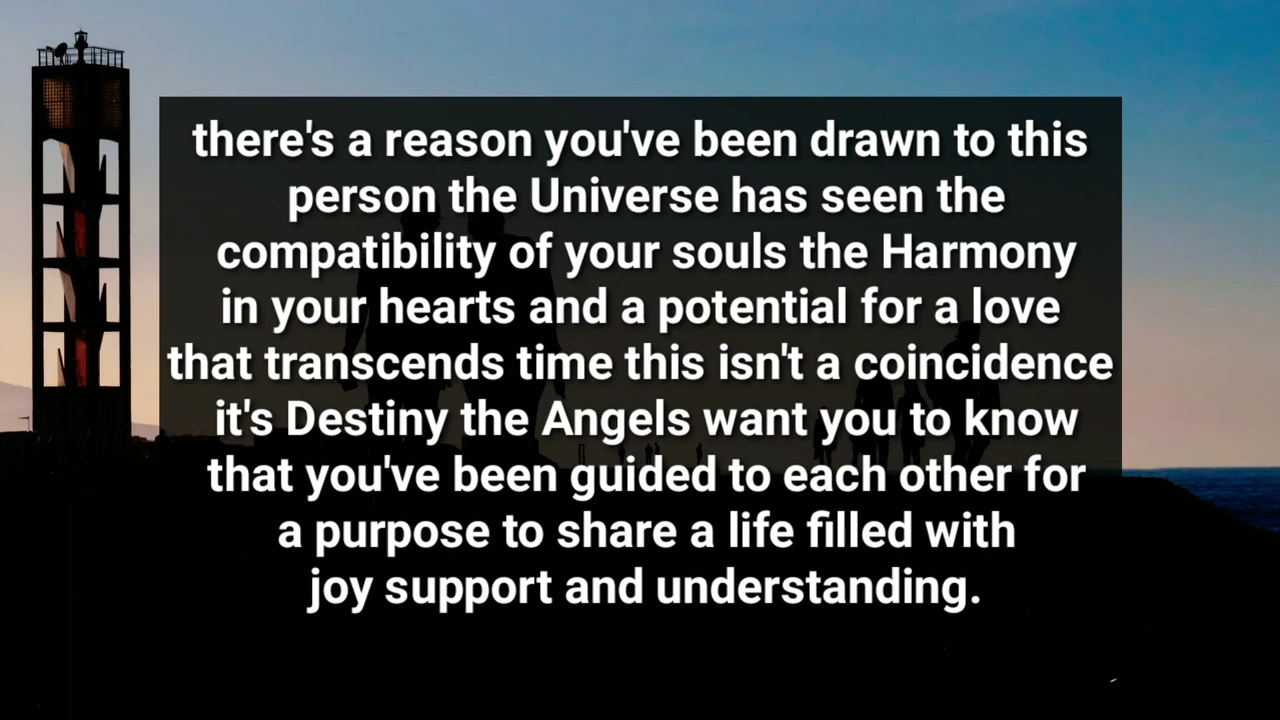 there's a reason you've been drawn to this
person the Universe has seen the
compatibility of your souls the Harmony
in your hearts and a potential for a love
that transcends time this isn't a coincidence
it's Destiny the Angels want you to know
that you've been guided to each other for
a purpose to share a life filled with
joy support and understanding.